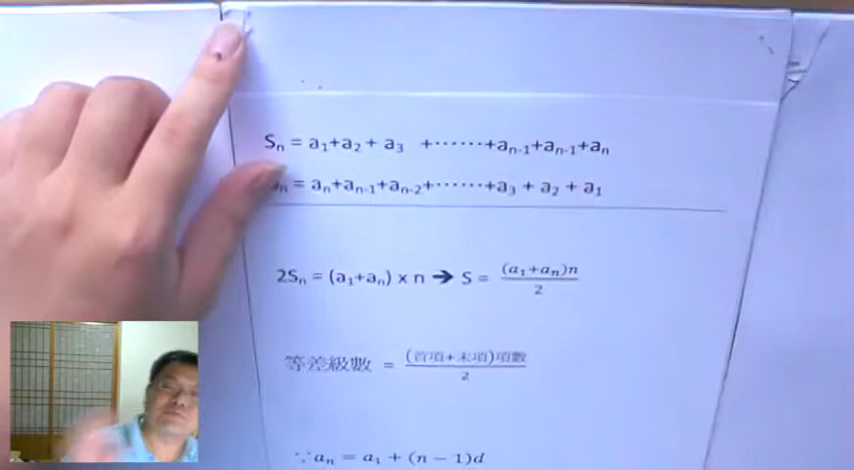 Sₙ = a₁+a₂ + a₃ +⋯⋯+aₙ₋₁+aₙ₋₁+aₙ
aₙ = aₙ+aₙ₋₁+aₙ₋₂+⋯⋯+a₃ + a₂ + a₁
2Sₙ = (a₁+aₙ) x n ➔ S = (a₁+aₙ)n / 2
等差級數 = (首項+末項)項數 / 2
∵aₙ = a₁ + (n − 1)d